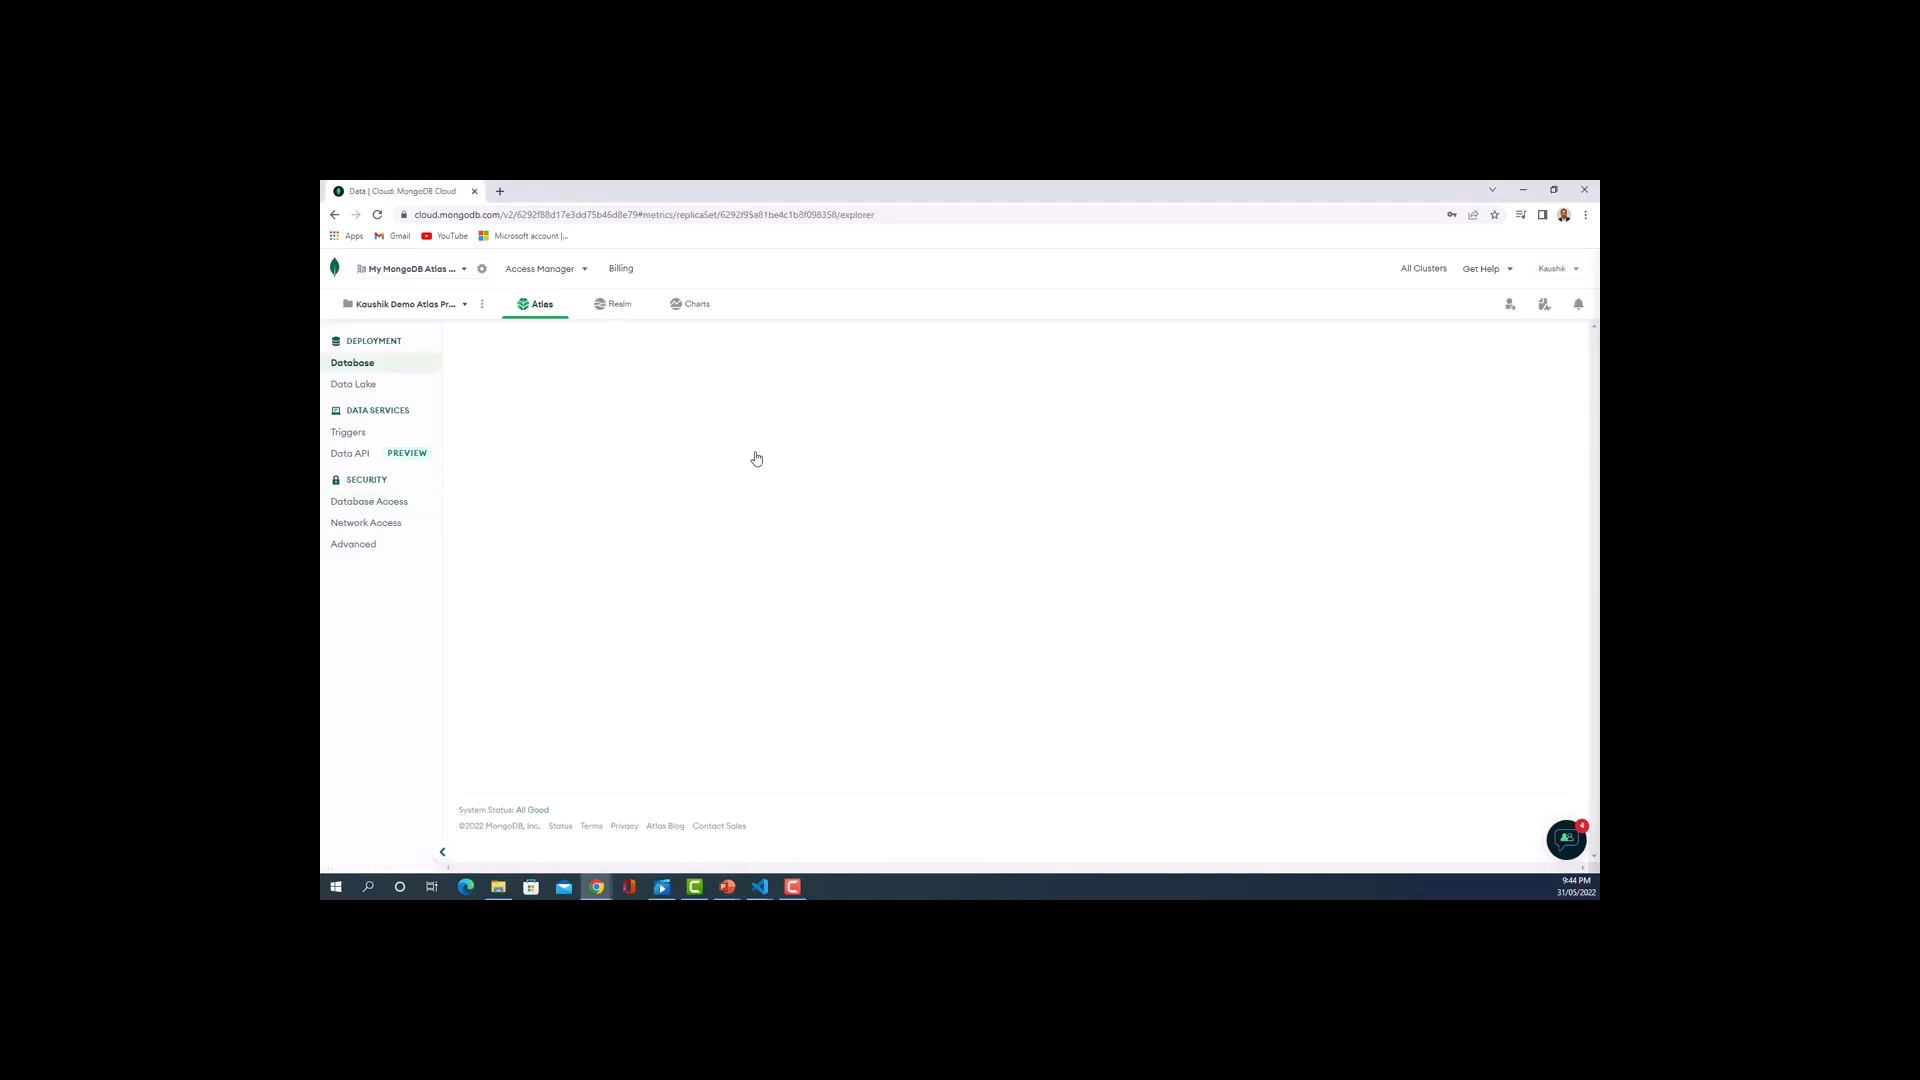 Data | Cloud: MongoDB Cloud
cloud.mongodb.com/v2/6292f88d17e3dd75b46d8e79#metrics/replicaSet/6292f95a81be4c1b8f098358/explorer
Apps Gmail YouTube Microsoft account |...
My MongoDB Atlas ... Access Manager Billing All Clusters Get Help Kaushik
Kaushik Demo Atlas Pr... Atlas Realm Charts
DEPLOYMENT
Database
Data Lake
DATA SERVICES
Triggers
Data API PREVIEW
SECURITY
Database Access
Network Access
Advanced
System Status: All Good
©2022 MongoDB, Inc. Status Terms Privacy Atlas Blog Contact Sales
4
9:44 PM
31/05/2022